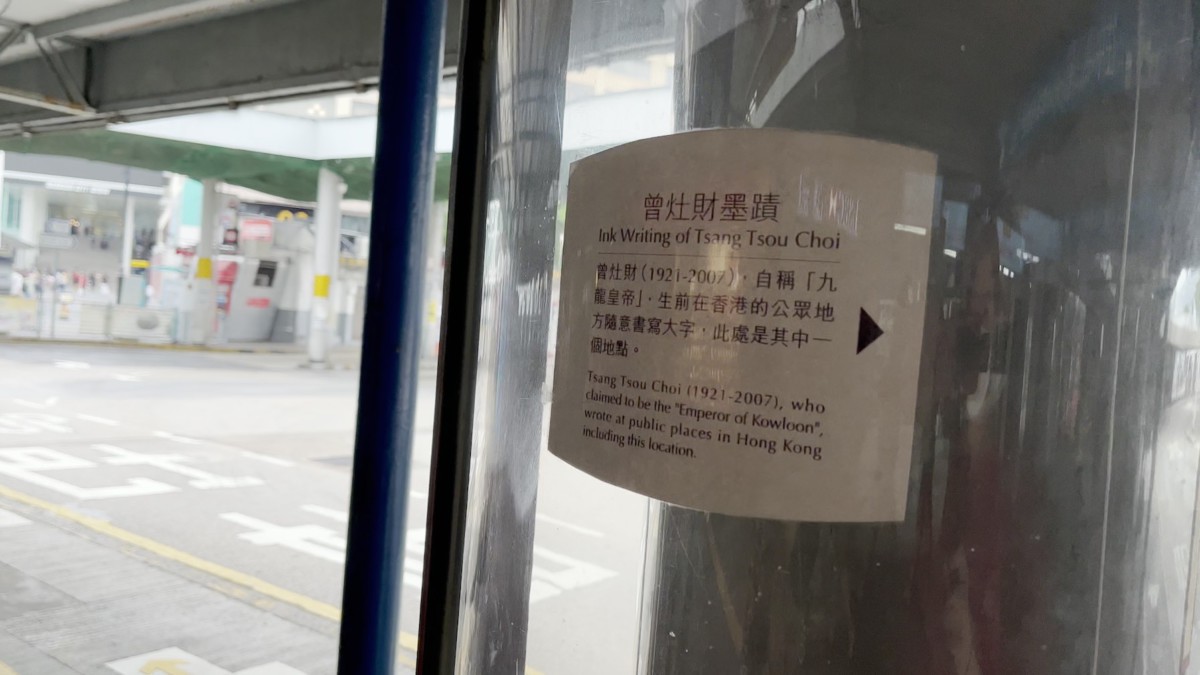 曾灶財墨蹟
Ink Writing of Tsang Tsou Choi
曾灶財(1921-2007)，自稱「九
龍皇帝」，生前在香港的公眾地
方隨意書寫大字，此處是其中一
個地點。
Tsang Tsou Choi (1921-2007), who
claimed to be the "Emperor of Kowloon",
wrote at public places in Hong Kong
including this location.